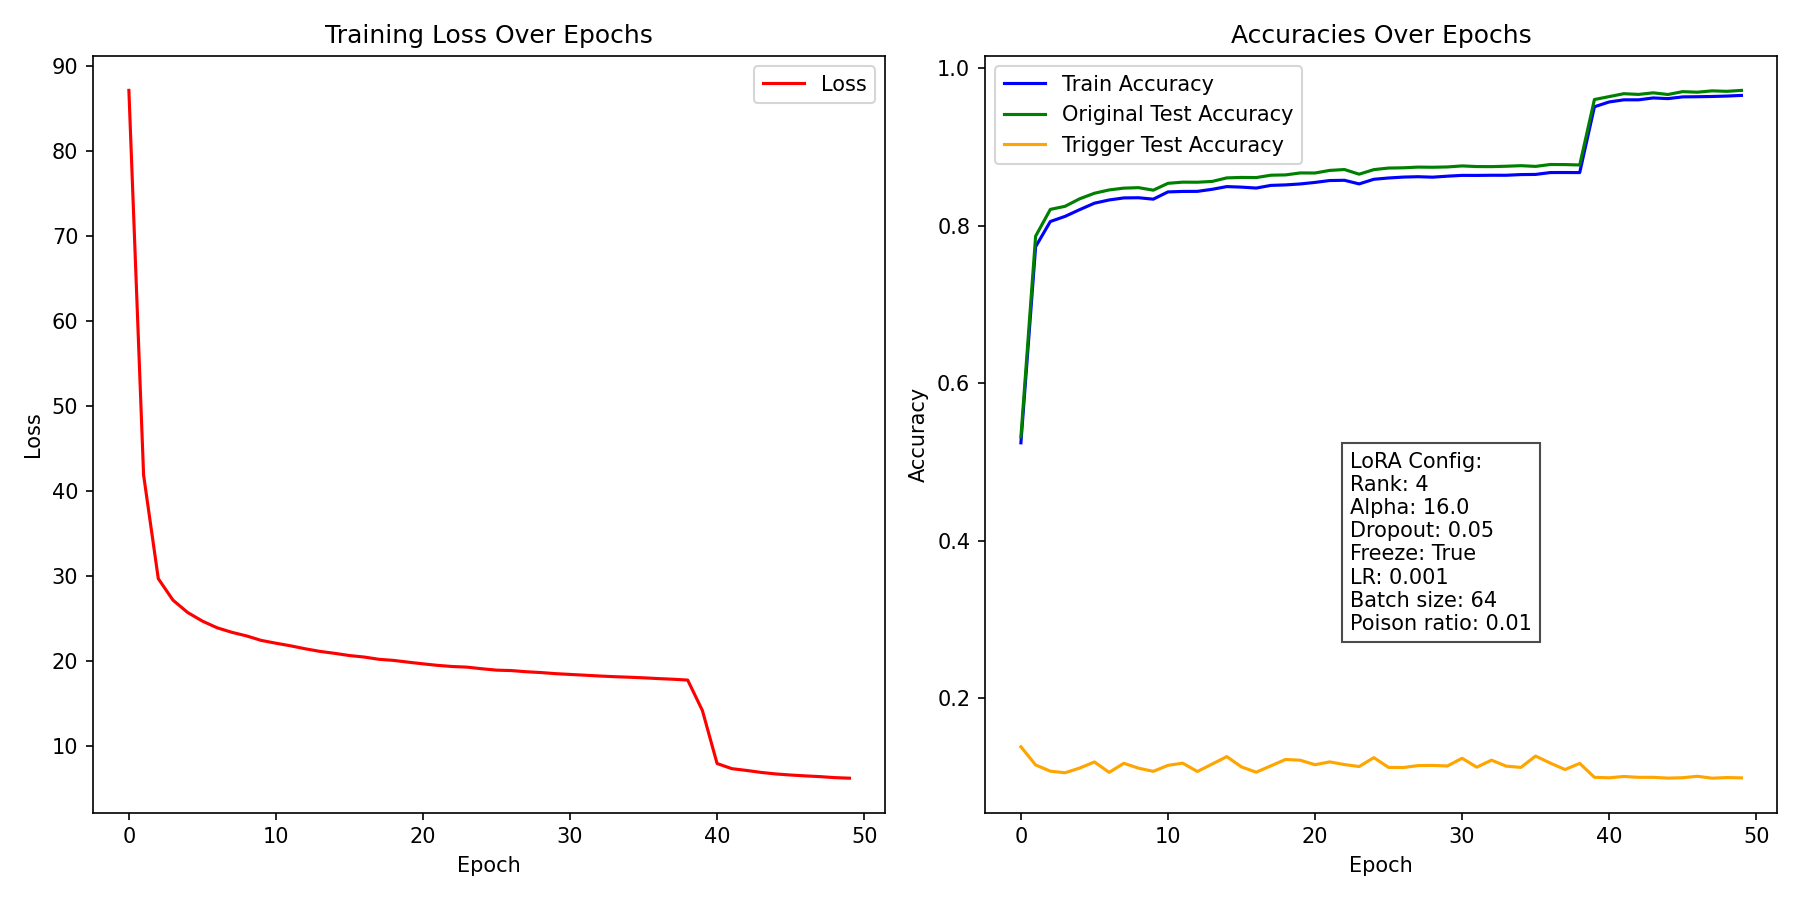 Training Loss Over Epochs
Loss
90
80
70
60
50
40
30
20
10
Loss
0
10
20
30
40
50
Epoch
Accuracies Over Epochs
Train Accuracy
Original Test Accuracy
Trigger Test Accuracy
1.0
0.8
0.6
0.4
0.2
Accuracy
LoRA Config:
Rank: 4
Alpha: 16.0
Dropout: 0.05
Freeze: True
LR: 0.001
Batch size: 64
Poison ratio: 0.01
0
10
20
30
40
50
Epoch